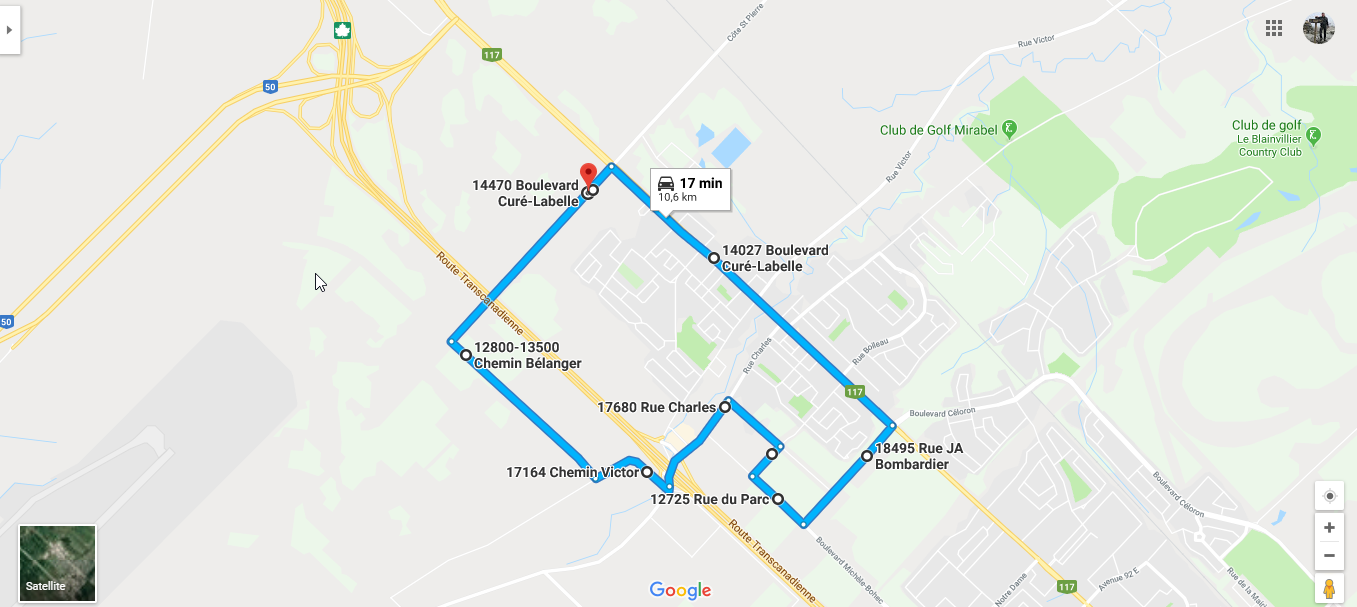 Côte St Pierre
Rue Victor
117
50
Club de Golf Mirabel
Club de golf
Le Blainvillier
Country Club
Rue Victor
14470 Boulevard
Curé-Labelle
17 min
10,6 km
14027 Boulevard
Curé-Labelle
Route Transcanadienne
50
12800-13500
Chemin Bélanger
Rue Charles
Rue Boileau
117
17680 Rue Charles
Boulevard Céloron
18495 Rue JA
Bombardier
17164 Chemin Victor
12725 Rue du Parc
Boulevard Céloron
Route Transcanadienne
Boulevard Michèle-Bohec
Notre Dame
Avenue 92 E
117
Satellite
Google